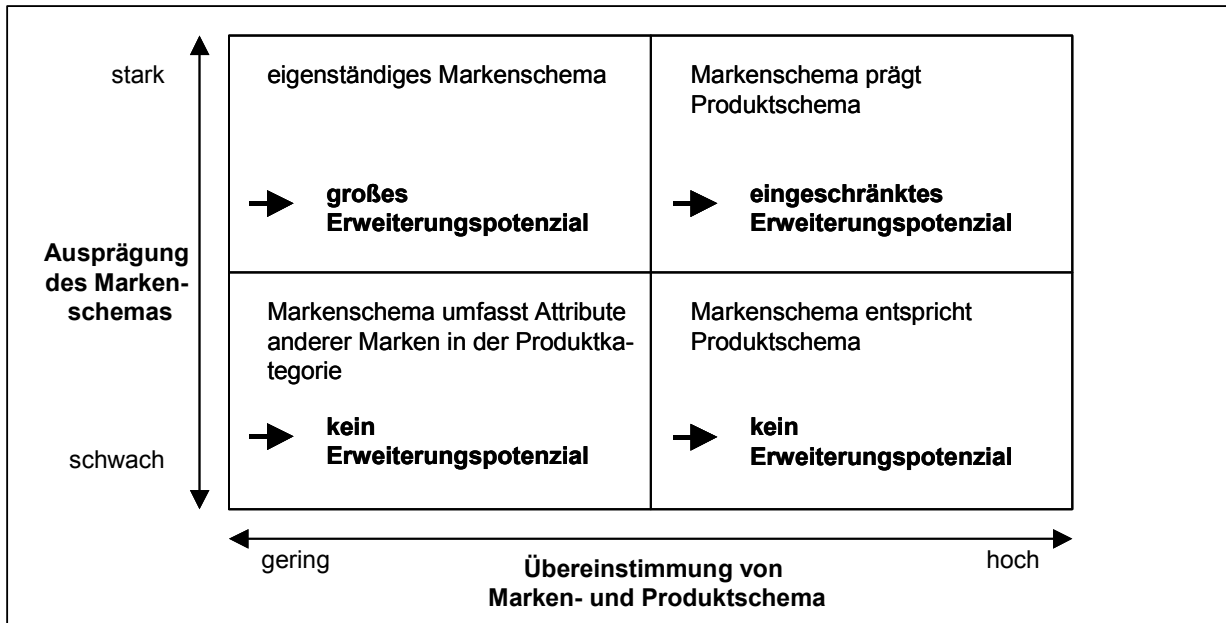 stark
eigenständiges Markenschema
großes
Erweiterungspotenzial
Markenschema prägt
Produktschema
eingeschränktes
Erweiterungspotenzial
Ausprägung
des Marken-
schemas
Markenschema umfasst Attribute
anderer Marken in der Produktka-
tegorie
kein
Erweiterungspotenzial
Markenschema entspricht
Produktschema
kein
Erweiterungspotenzial
schwach
gering
Übereinstimmung von
Marken- und Produktschema
hoch